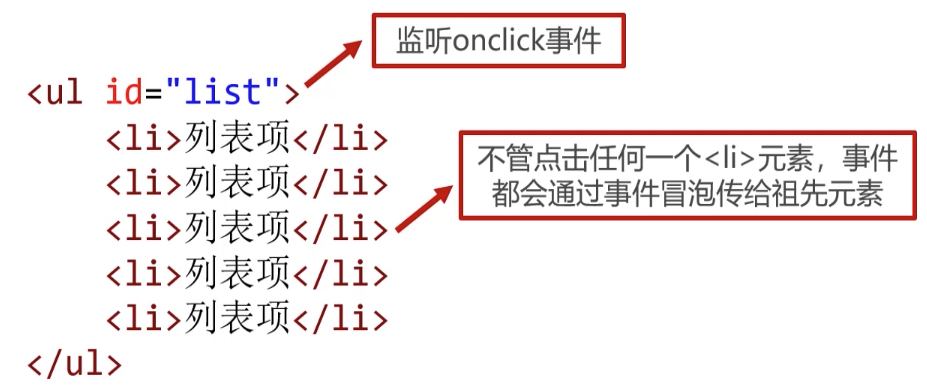 监听onclick事件
<ul id="list">
<li>列表项</li>
<li>列表项</li>
不管点击任何一个<li>元素，事件
都会通过事件冒泡传给祖先元素
<li>列表项</li>
<li>列表项</li>
<li>列表项</li>
</ul>